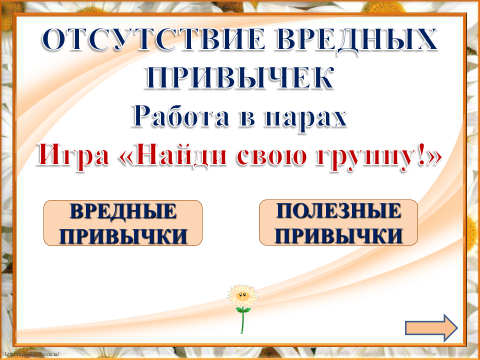 ОТСУТСТВИЕ ВРЕДНЫХ
ПРИВЫЧЕК
Работа в парах
Игра «Найди свою группу!»
ВРЕДНЫЕ
ПРИВЫЧКИ
ПОЛЕЗНЫЕ
ПРИВЫЧКИ